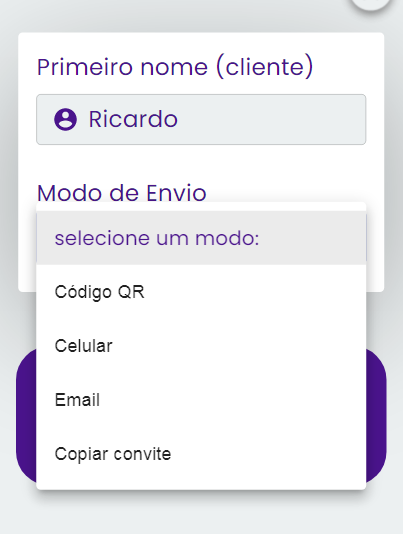 Primeiro nome (cliente)
Ricardo
Modo de Envio
selecione um modo:
Código QR
Celular
Email
Copiar convite